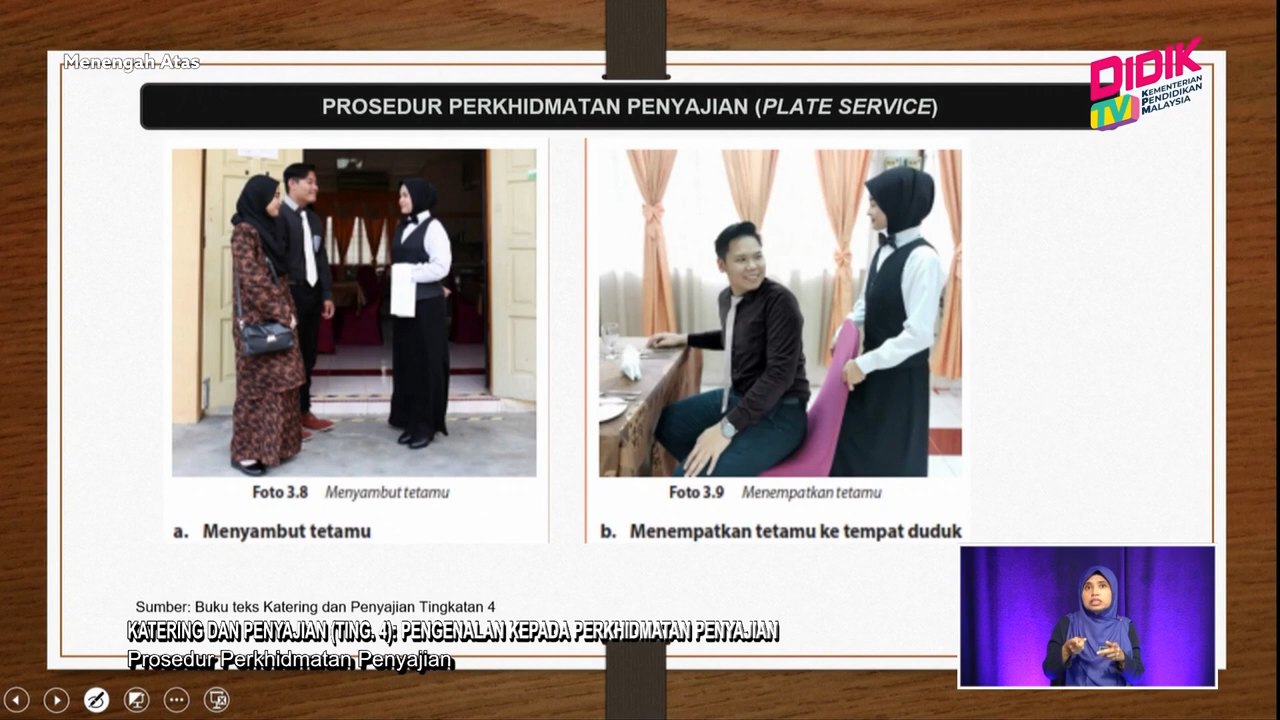 Menengah Atas
DIDIK
TV
KEMENTERIAN
PENDIDIKAN
MALAYSIA
PROSEDUR PERKHIDMATAN PENYAJIAN (PLATE SERVICE)
Foto 3.8 Menyambut tetamu
a. Menyambut tetamu
Foto 3.9 Menempatkan tetamu
b. Menempatkan tetamu ke tempat duduk
Sumber: Buku teks Katering dan Penyajian Tingkatan 4
KATERING DAN PENYAJIAN (TING. 4): PENGENALAN KEPADA PERKHIDMATAN PENYAJIAN
Prosedur Perkhidmatan Penyajian